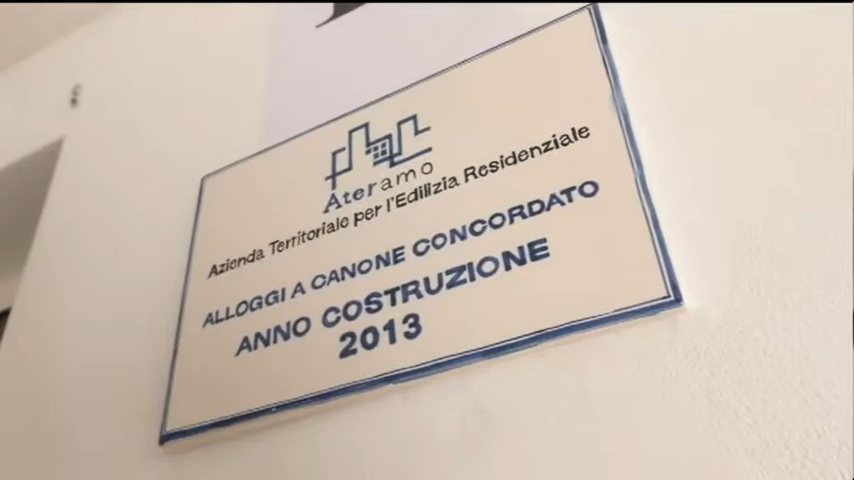 Ateramo
Azienda Territoriale per l'Edilizia Residenziale
ALLOGGI A CANONE CONCORDATO
ANNO COSTRUZIONE
2013